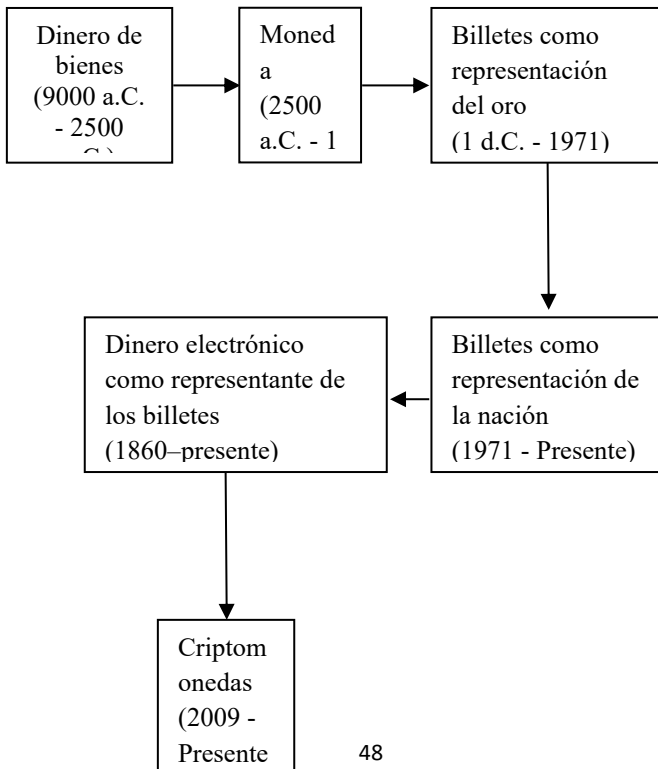 Dinero de
bienes
(9000 a.C.
- 2500
Moned
a
(2500
a.C. - 1
Billetes como
representación
del oro
(1 d.C. - 1971)
Billetes como
representación de
la nación
(1971 - Presente)
Dinero electrónico
como representante de
los billetes
(1860–presente)
Criptom
onedas
(2009 -
Presente
48